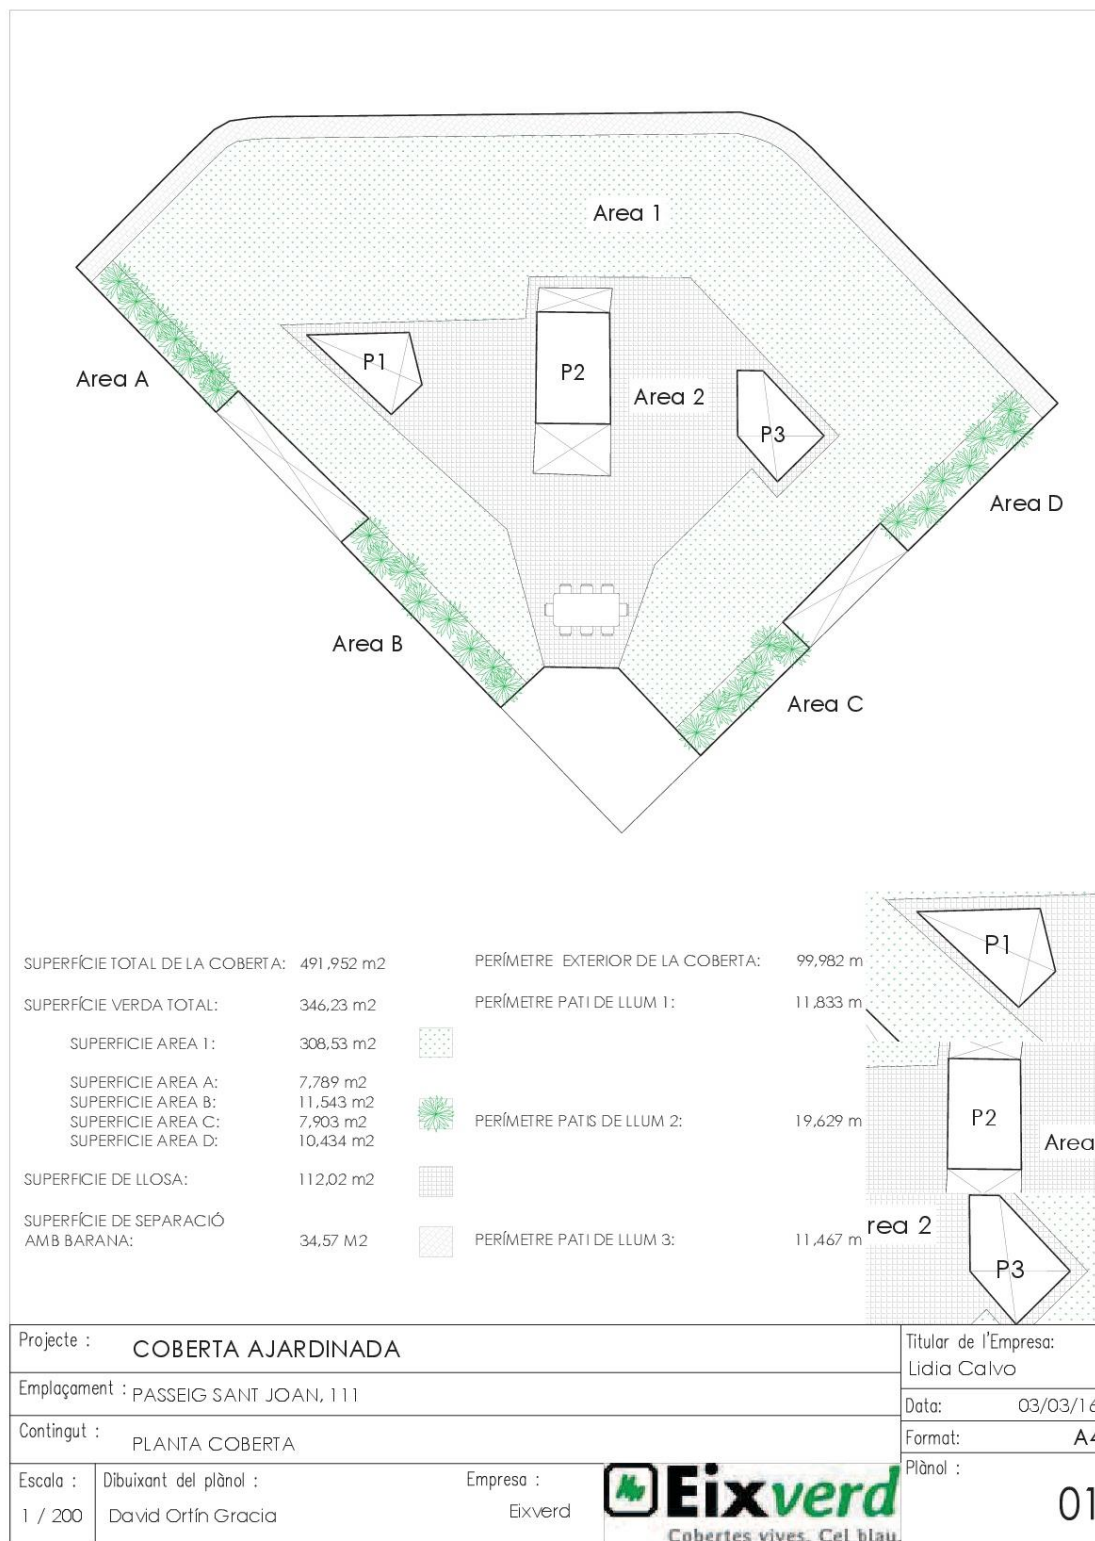 Area 1
P1
P2
Area 2
P3
Area A
Area D
Area B
Area C
SUPERFÍCIE TOTAL DE LA COBERTA: 491,952 m2
SUPERFÍCIE VERDA TOTAL: 346,23 m2
SUPERFICIE AREA 1: 308,53 m2
SUPERFICIE AREA A: 7,789 m2
SUPERFICIE AREA B: 11,543 m2
SUPERFICIE AREA C: 7,903 m2
SUPERFICIE AREA D: 10,434 m2
SUPERFICIE DE LLOSA: 112,02 m2
SUPERFÍCIE DE SEPARACIÓ
AMB BARANA: 34,57 M2
PERÍMETRE EXTERIOR DE LA COBERTA: 99,982 m
PERÍMETRE PATI DE LLUM 1: 11,833 m
PERÍMETRE PATIS DE LLUM 2: 19,629 m
PERÍMETRE PATI DE LLUM 3: 11,467 m
P1
P2
Area
rea 2
P3
Projecte : COBERTA AJARDINADA
Emplaçament : PASSEIG SANT JOAN, 111
Contingut : PLANTA COBERTA
Escala : 1 / 200
Dibuixant del plànol :
David Ortín Gracia
Empresa :
Eixverd
Eixverd
Cobertes vives. Cel blau.
Titular de l'Empresa:
Lidia Calvo
Data: 03/03/16
Format: A4
Plànol :
01